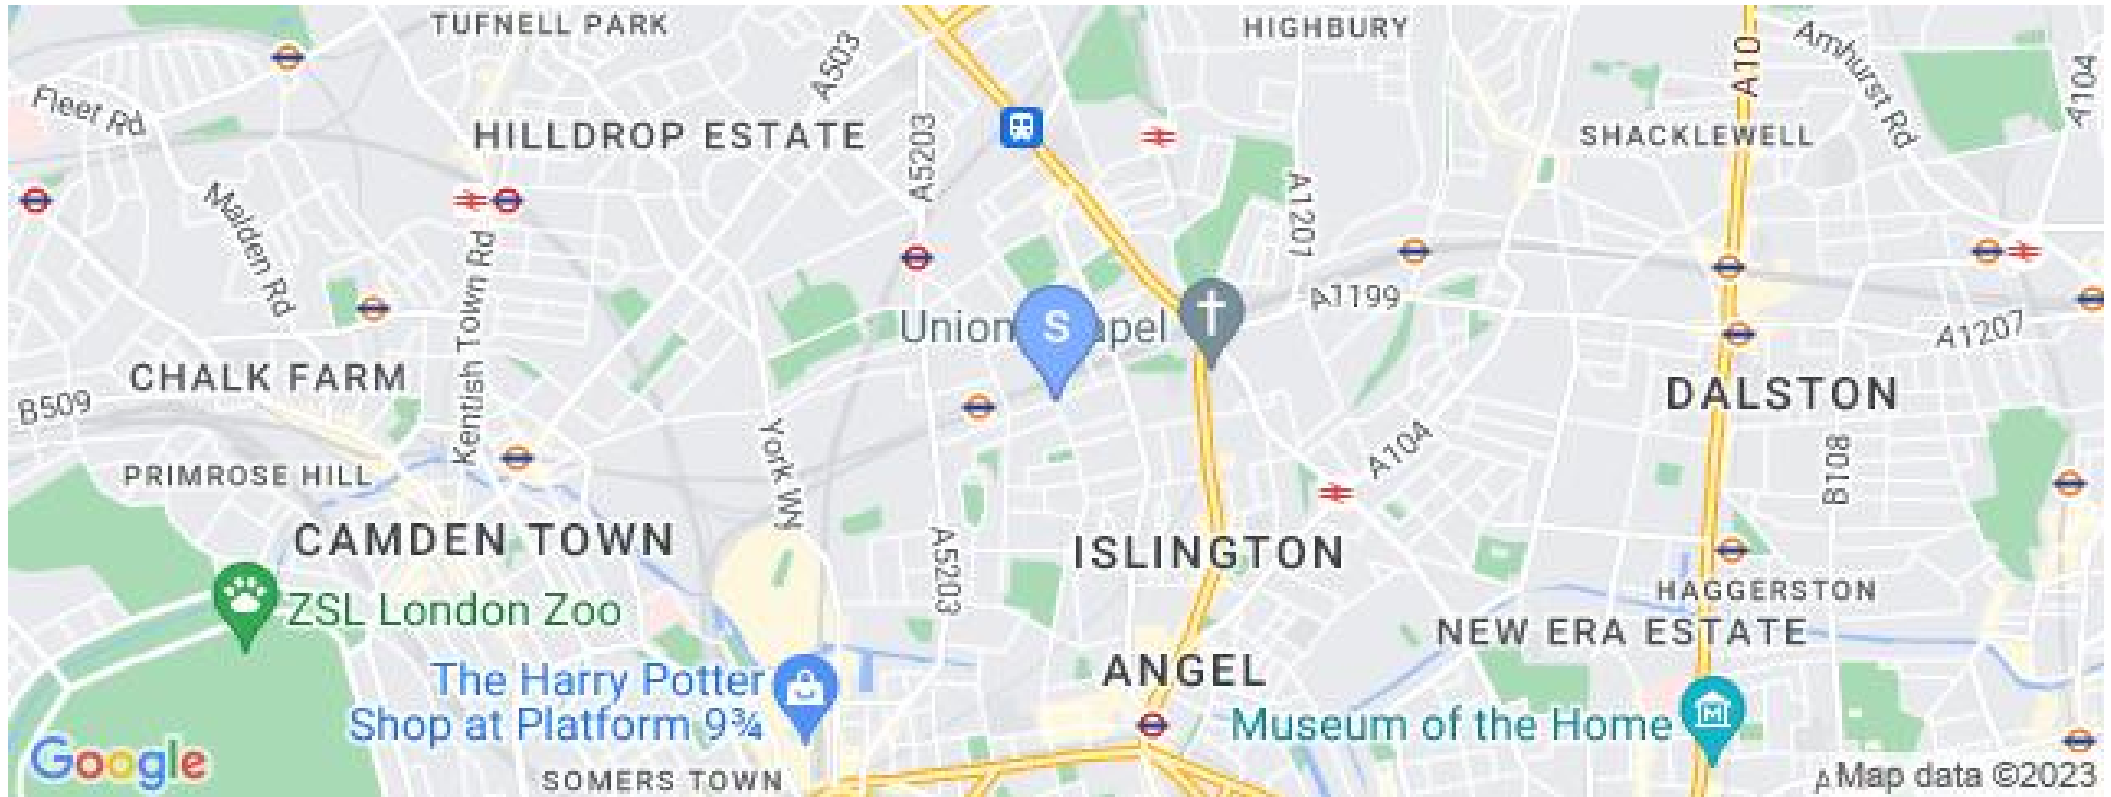 TUFNELL PARK
HIGHBURY
A503
A10
Amhurst Rd
A104
Fleet Rd
HILLDROP ESTATE
A5203
SHACKLEWELL
Malden Rd
A1201
Kentish Town Rd
A1199
Union S apel
A1207
CHALK FARM
DALSTON
B509
York Wy
A104
B108
PRIMROSE HILL
CAMDEN TOWN
A5203
ISLINGTON
HAGGERSTON
ZSL London Zoo
NEW ERA ESTATE
ANGEL
The Harry Potter
Shop at Platform 9¾
Museum of the Home
Google
SOMERS TOWN
Map data ©2023